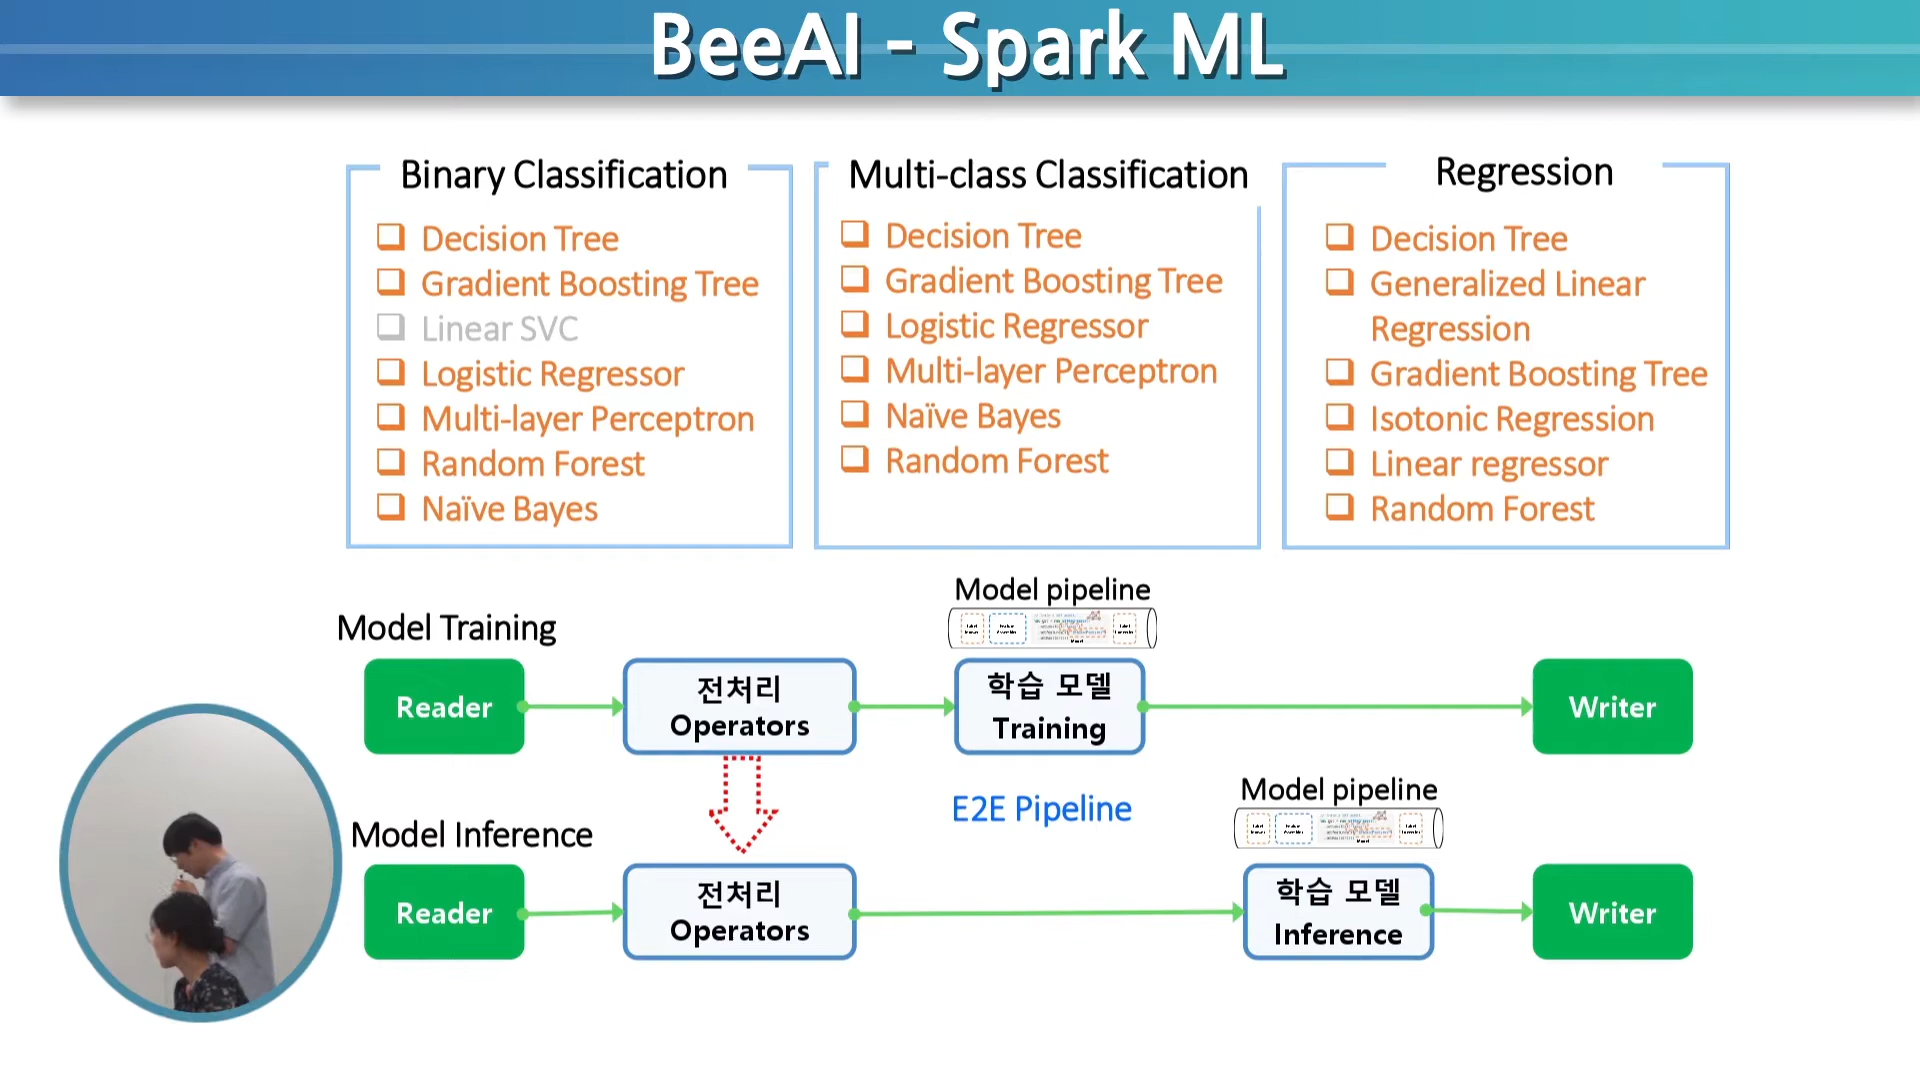 BeeAI - Spark ML
Binary Classification
Decision Tree
Gradient Boosting Tree
Linear SVC
Logistic Regressor
Multi-layer Perceptron
Random Forest
Naïve Bayes
Multi-class Classification
Decision Tree
Gradient Boosting Tree
Logistic Regressor
Multi-layer Perceptron
Naïve Bayes
Random Forest
Regression
Decision Tree
Generalized Linear
Regression
Gradient Boosting Tree
Isotonic Regression
Linear regressor
Random Forest
Model Training
Model pipeline
Reader
전처리
Operators
학습 모델
Training
Writer
E2E Pipeline
Model Inference
Model pipeline
Reader
전처리
Operators
학습 모델
Inference
Writer